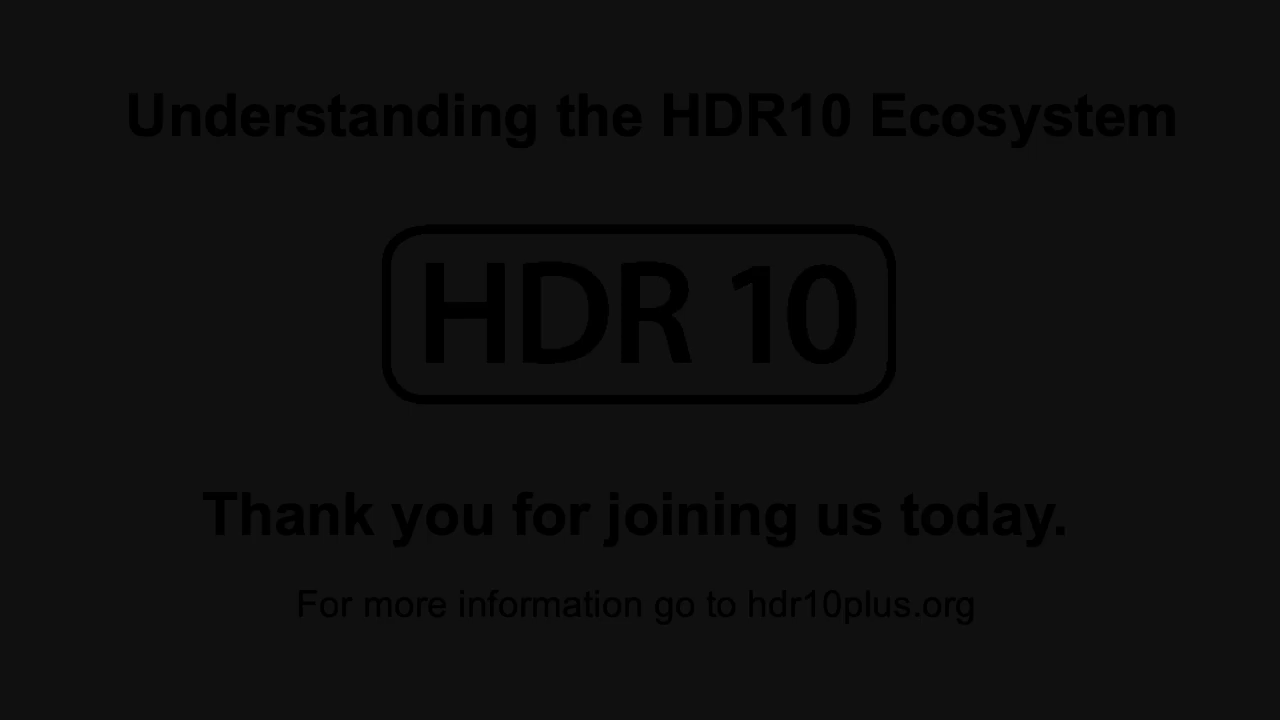 Understanding the HDR10 Ecosystem
HDR 10
Thank you for joining us today.
For more information go to hdr10plus.org